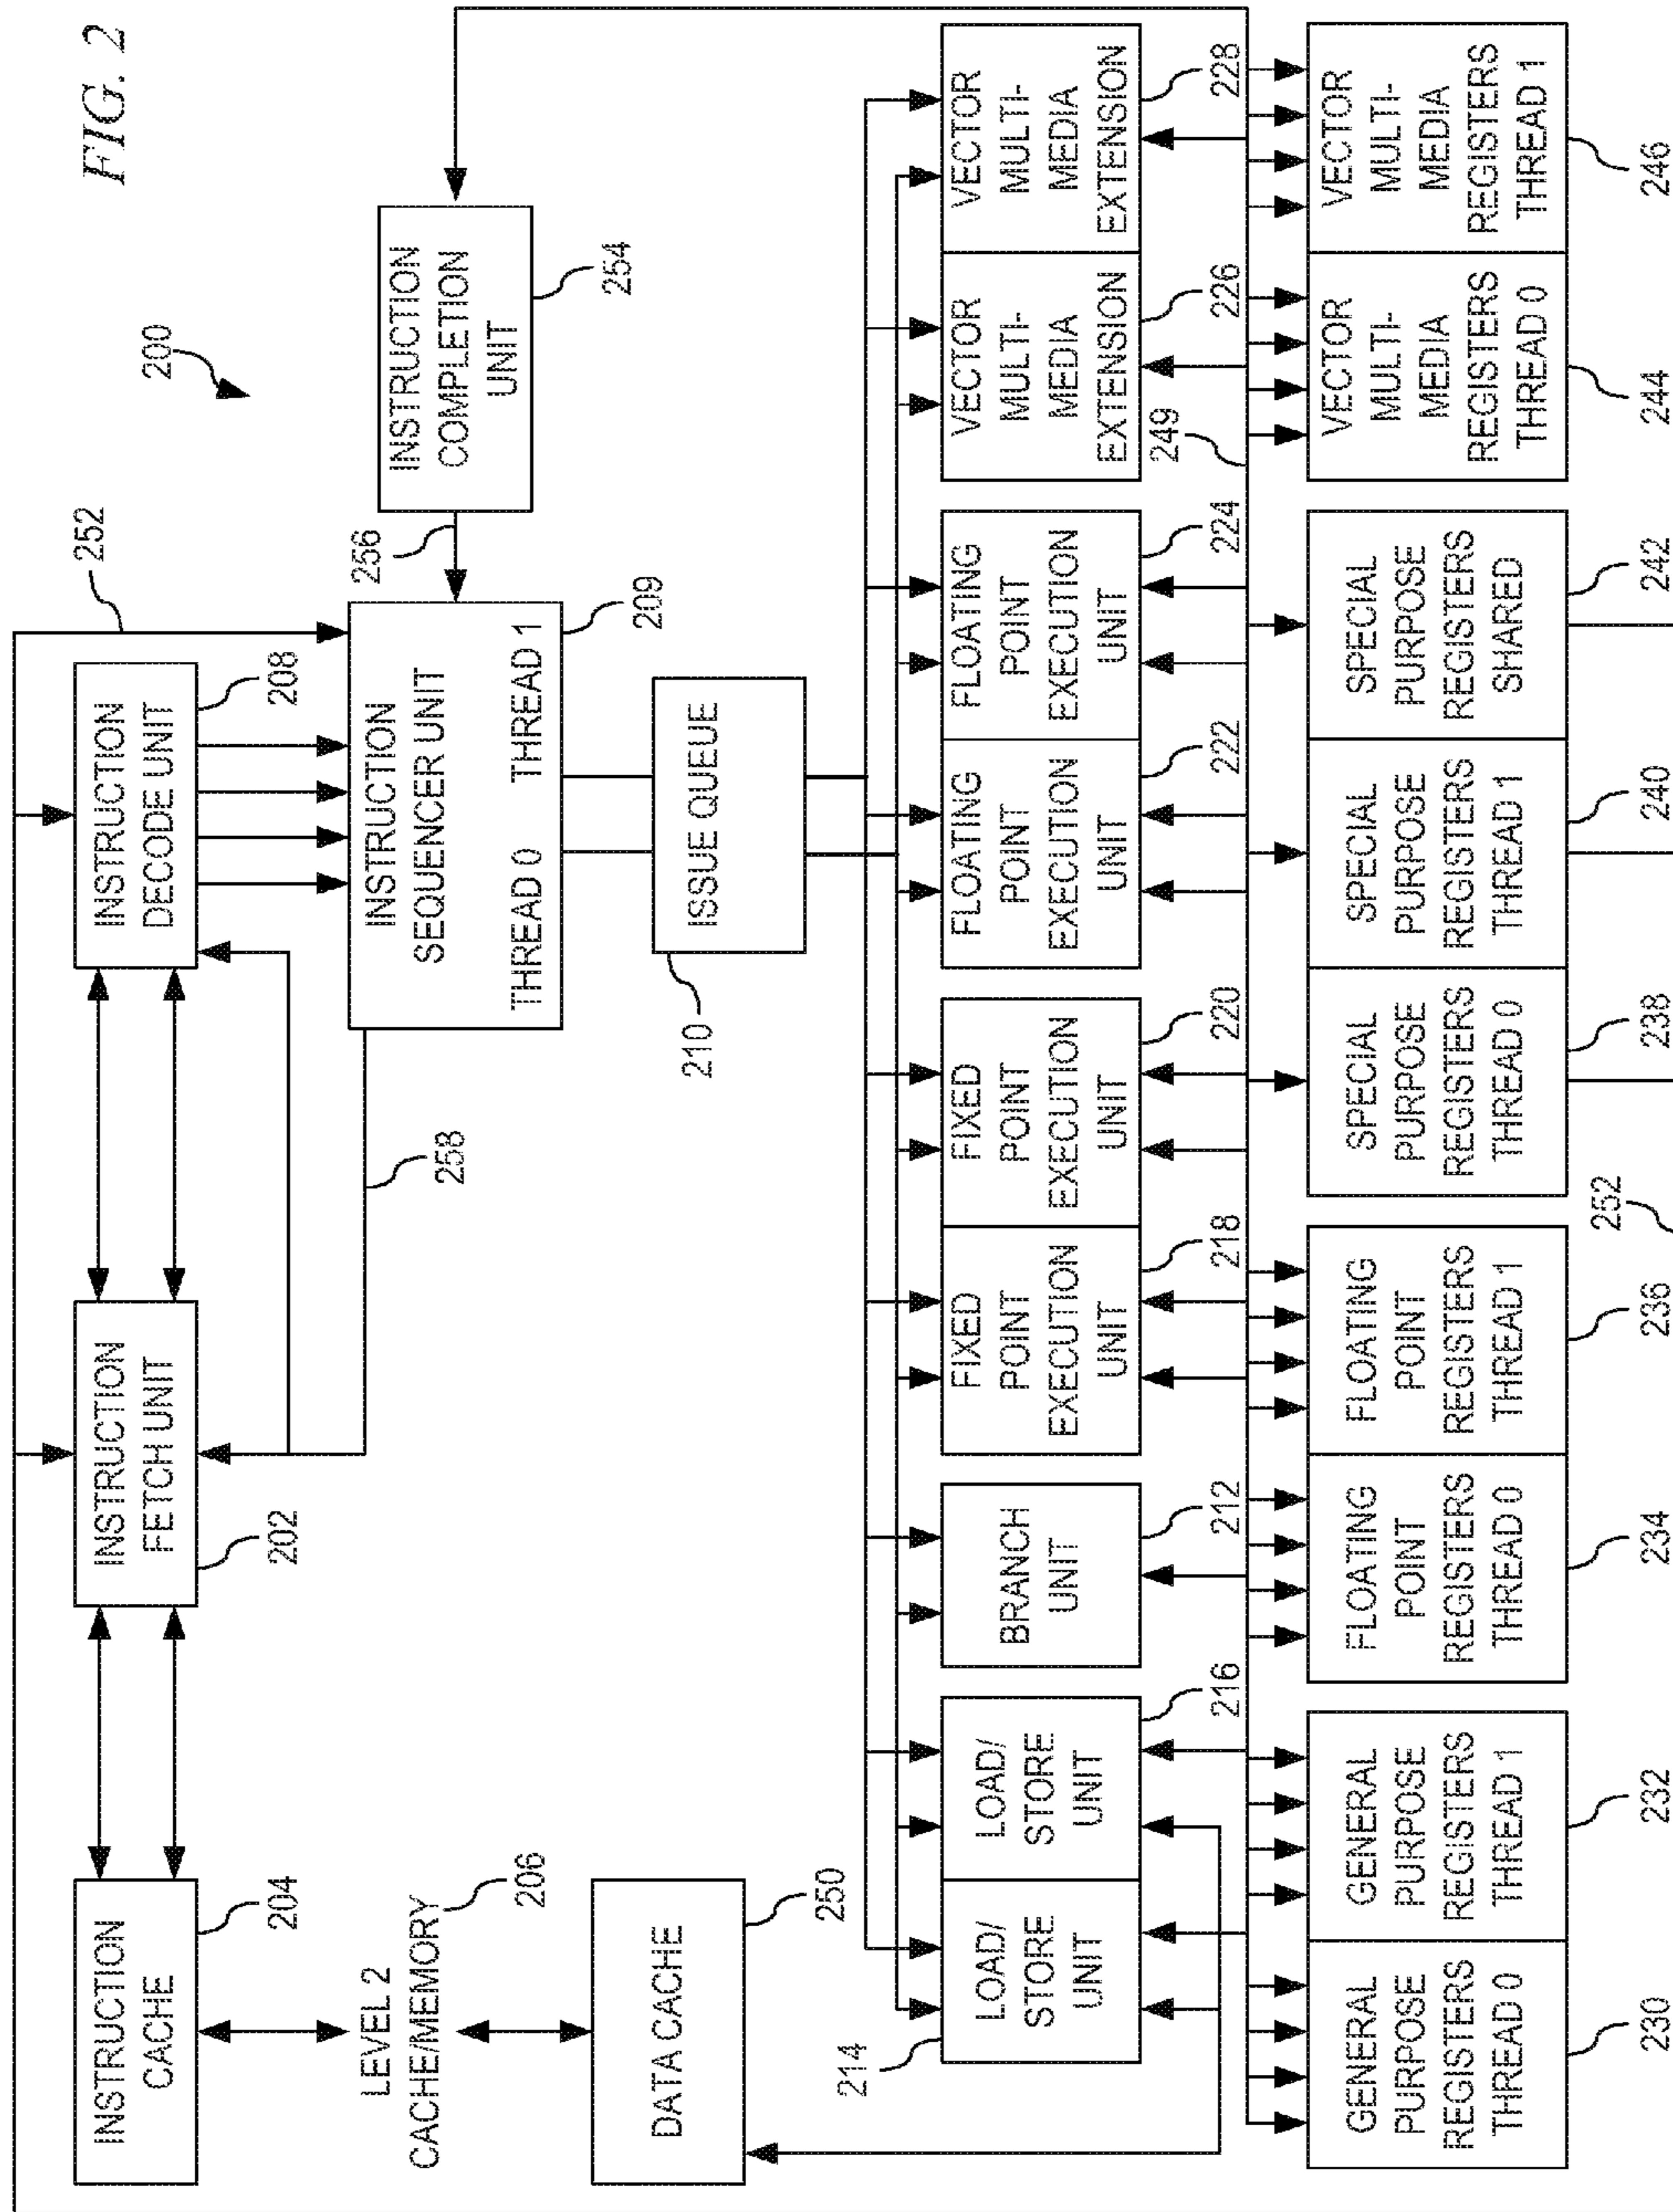 FIG. 2
200
INSTRUCTION
CACHE
204
INSTRUCTION
FETCH UNIT
202
INSTRUCTION
DECODE UNIT
208
252
LEVEL 2
CACHE/MEMORY
206
258
INSTRUCTION
SEQUENCER UNIT
THREAD 0
THREAD 1
209
256
INSTRUCTION
COMPLETION
UNIT
254
DATA CACHE
250
210
ISSUE QUEUE
214
LOAD/
STORE
UNIT
LOAD/
STORE
UNIT
216
BRANCH
UNIT
212
FIXED
POINT
EXECUTION
UNIT
218
FIXED
POINT
EXECUTION
UNIT
220
FLOATING
POINT
EXECUTION
UNIT
222
FLOATING
POINT
EXECUTION
UNIT
224
VECTOR
MULTI-
MEDIA
EXTENSION
226
VECTOR
MULTI-
MEDIA
EXTENSION
228
249
GENERAL
PURPOSE
REGISTERS
THREAD 0
230
GENERAL
PURPOSE
REGISTERS
THREAD 1
232
FLOATING
POINT
REGISTERS
THREAD 0
234
FLOATING
POINT
REGISTERS
THREAD 1
236
SPECIAL
PURPOSE
REGISTERS
THREAD 0
238
SPECIAL
PURPOSE
REGISTERS
THREAD 1
240
SPECIAL
PURPOSE
REGISTERS
SHARED
242
VECTOR
MULTI-
MEDIA
REGISTERS
THREAD 0
244
VECTOR
MULTI-
MEDIA
REGISTERS
THREAD 1
246
252